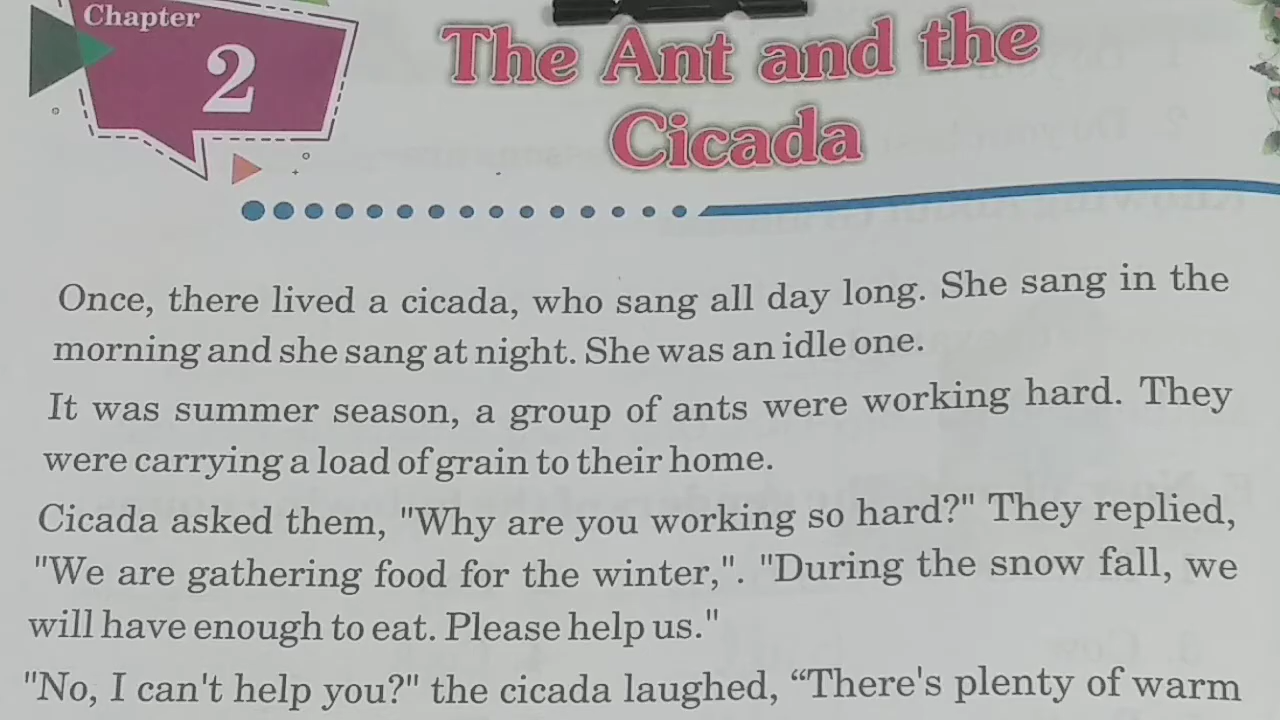 Chapter
2
The Ant and the
Cicada
Once, there lived a cicada, who sang all day long. She sang in the
morning and she sang at night. She was an idle one.
It was summer season, a group of ants were working hard. They
were carrying a load of grain to their home.
Cicada asked them, "Why are you working so hard?" They replied,
"We are gathering food for the winter,". "During the snow fall, we
will have enough to eat. Please help us."
"No, I can't help you?" the cicada laughed, “There's plenty of warm